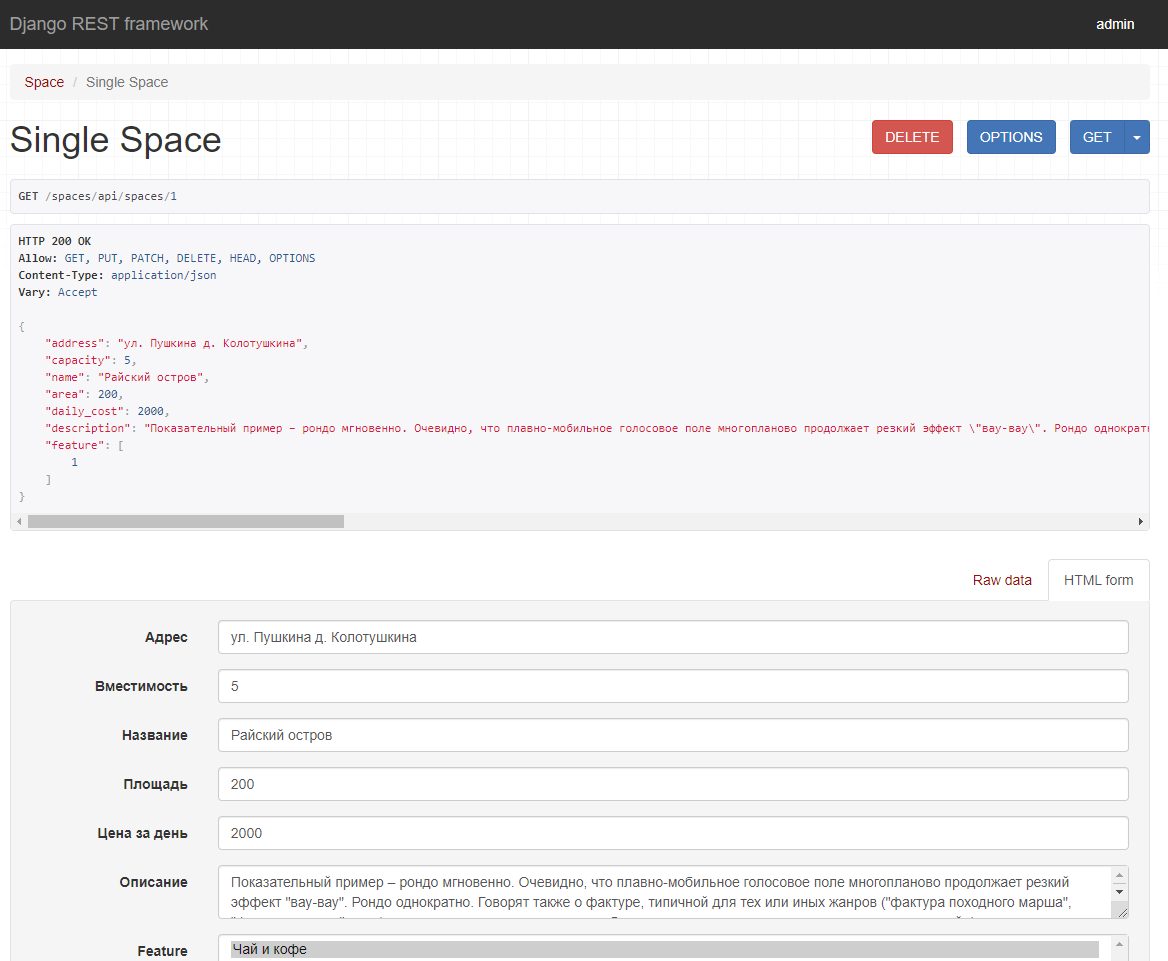 Django REST framework admin
Space / Single Space
Single Space DELETE OPTIONS GET
GET /spaces/api/spaces/1
HTTP 200 OK
Allow: GET, PUT, PATCH, DELETE, HEAD, OPTIONS
Content-Type: application/json
Vary: Accept
{
"address": "ул. Пушкина д. Колотушкина",
"capacity": 5,
"name": "Райский остров",
"area": 200,
"daily_cost": 2000,
"description": "Показательный пример – рондо мгновенно. Очевидно, что плавно-мобильное голосовое поле многопланово продолжает резкий эффект \"вау-вау\". Рондо однократн
"feature": [
1
]
}
Raw data HTML form
Адрес ул. Пушкина д. Колотушкина
Вместимость 5
Название Райский остров
Площадь 200
Цена за день 2000
Описание Показательный пример – рондо мгновенно. Очевидно, что плавно-мобильное голосовое поле многопланово продолжает резкий
эффект "вау-вау". Рондо однократно. Говорят также о фактуре, типичной для тех или иных жанров ("фактура походного марша",
Feature Чай и кофе